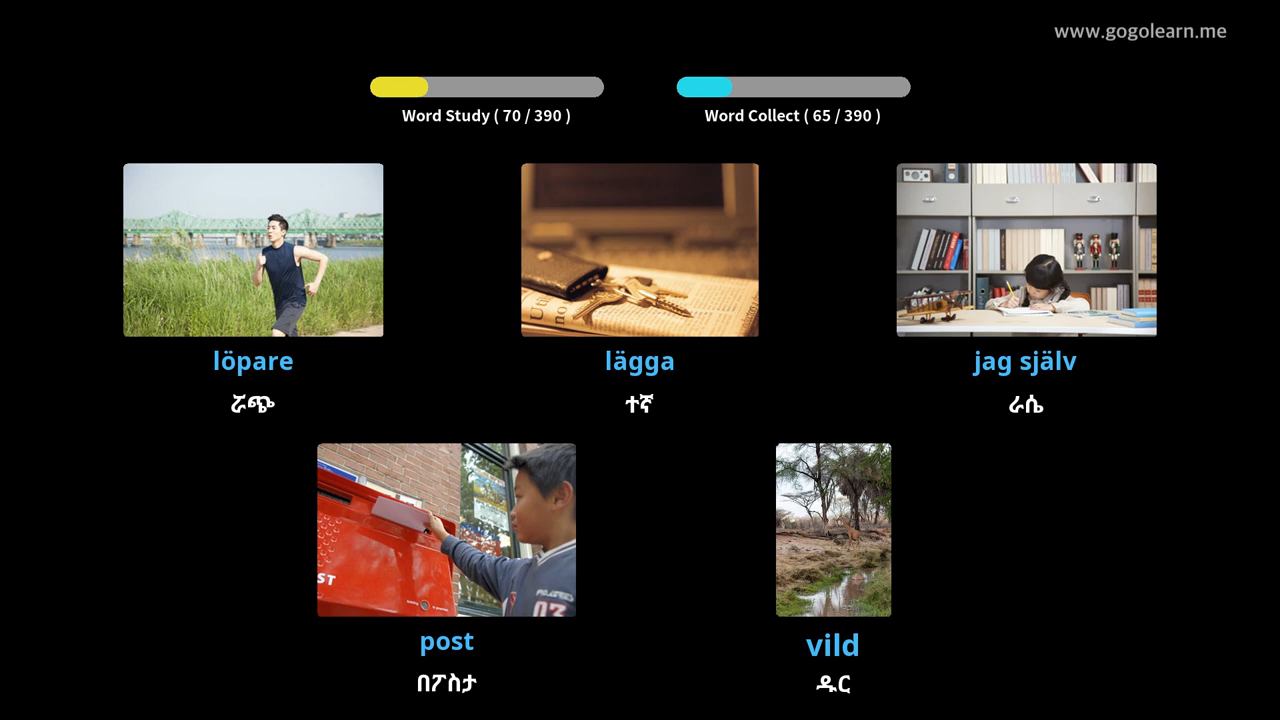 www.gogolearn.me
Word Study ( 70 / 390 )
Word Collect ( 65 / 390 )
löpare
lägga
jag själv
ሯጭ
ተኛ
ራሴ
ST
post
vild
በፖስታ
ዱር